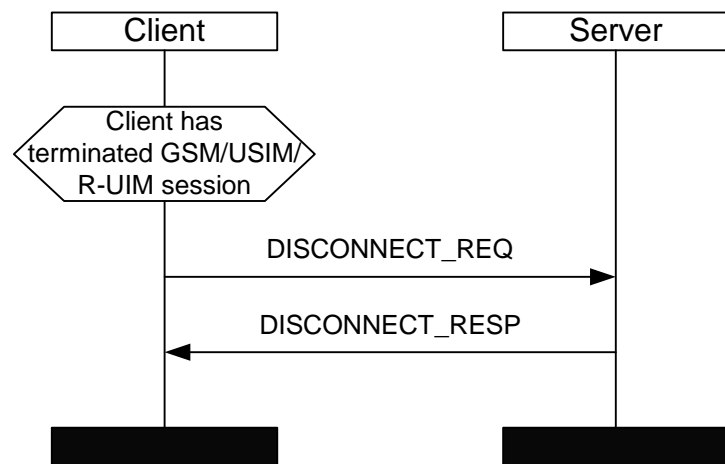 Client
Server
Client has
terminated GSM/USIM/
R-UIM session
DISCONNECT_REQ
DISCONNECT_RESP